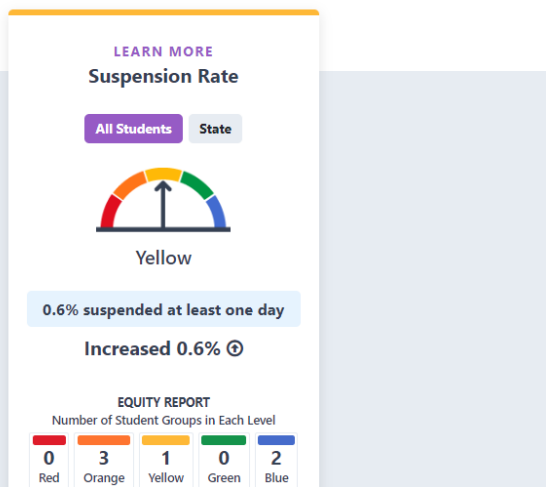 LEARN MORE
Suspension Rate
All Students State
Yellow
0.6% suspended at least one day
Increased 0.6%
EQUITY REPORT
Number of Student Groups in Each Level
0 3 1 0 2
Red Orange Yellow Green Blue